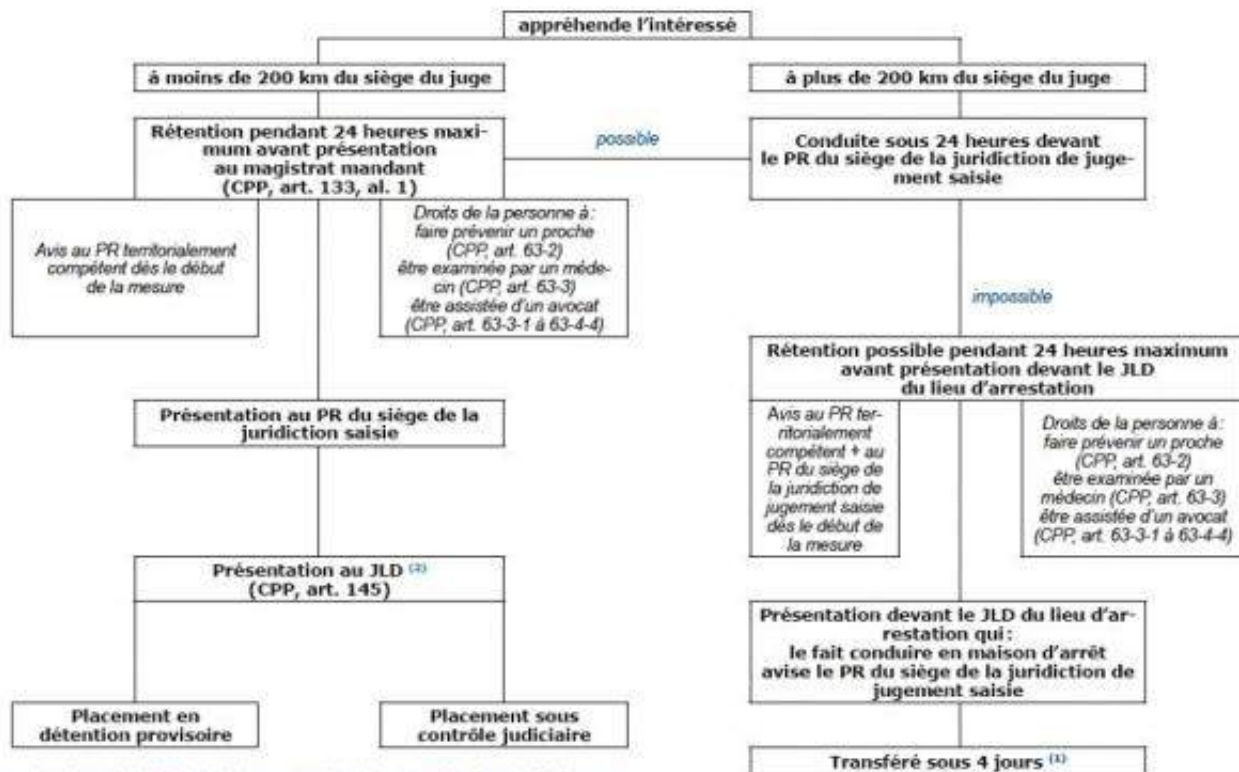 appréhende l'intéressé
à moins de 200 km du siège du juge
à plus de 200 km du siège du juge
Rétention pendant 24 heures maxi-
mum avant présentation
au magistrat mandant
(CPP, art. 133, al. 1)
possible
Conduite sous 24 heures devant
le PR du siège de la juridiction de juge-
ment saisie
Avis au PR territorialement
compétent dès le début
de la mesure
Droits de la personne à :
faire prévenir un proche
(CPP, art. 63-2)
être examinée par un méde-
cin (CPP, art. 63-3)
être assistée d'un avocat
(CPP, art. 63-3-1 à 63-4-4)
impossible
Rétention possible pendant 24 heures maximum
avant présentation devant le JLD
du lieu d'arrestation
Avis au PR ter-
ritorialement
compétent + au
PR du siège de
la juridiction de
jugement saisie
dès le début de
la mesure
Droits de la personne à :
faire prévenir un proche
(CPP, art. 63-2)
être examinée par un
médecin (CPP, art. 63-3)
être assistée d'un avocat
(CPP, art. 63-3-1 à 63-4-4)
Présentation au PR du siège de la
juridiction saisie
Présentation au JLD (2)
(CPP, art. 145)
Présentation devant le JLD du lieu d'ar-
restation qui :
le fait conduire en maison d'arrêt
avise le PR du siège de la juridiction de
jugement saisie
Placement en
détention provisoire
Placement sous
contrôle judiciaire
Transféré sous 4 jours (1)